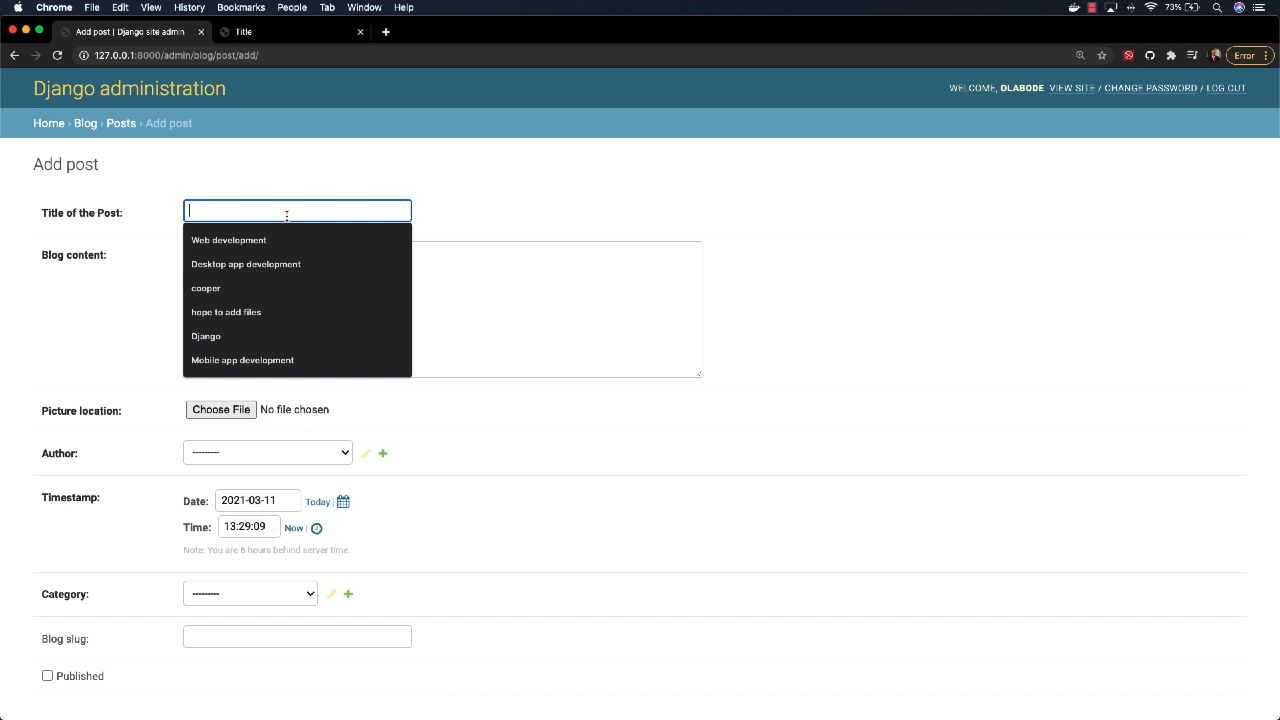 Chrome File Edit View History Bookmarks People Tab Window Help 73%
Add post | Django site admin Title
127.0.0.1:8000/admin/blog/post/add/ Error
Django administration
WELCOME, OLABODE. VIEW SITE / CHANGE PASSWORD / LOG OUT
Home › Blog › Posts › Add post
Add post
Title of the Post:
Web development
Blog content:
Desktop app development
cooper
hope to add files
Django
Mobile app development
Picture location: Choose File No file chosen
Author: ---------
Timestamp: Date: 2021-03-11 Today |
Time: 13:29:09 Now |
Note: You are 6 hours behind server time.
Category: ---------
Blog slug:
Published